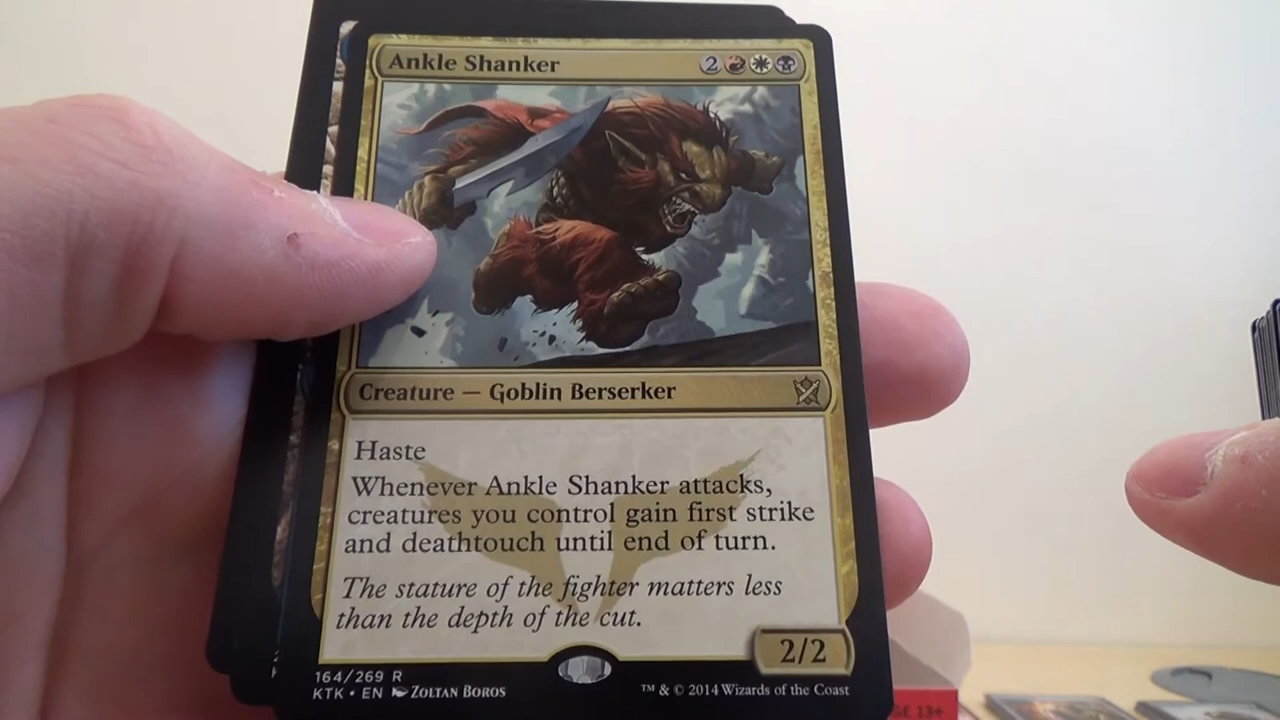 Ankle Shanker 2
Creature — Goblin Berserker
Haste
Whenever Ankle Shanker attacks,
creatures you control gain first strike
and deathtouch until end of turn.
The stature of the fighter matters less
than the depth of the cut.
2/2
164/269 R
KTK • EN Zoltan Boros
™ & © 2014 Wizards of the Coast
GE 13+